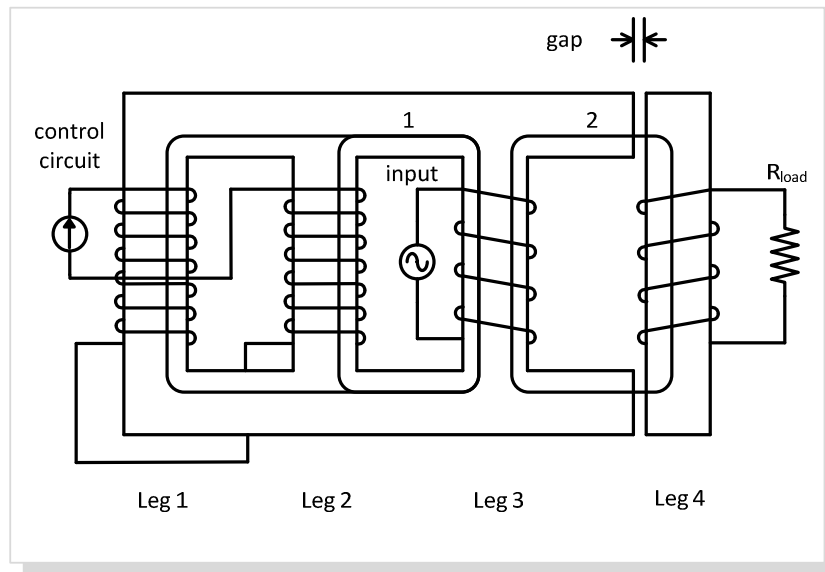 gap
control
circuit
1
2
input
Rload
Leg 1
Leg 2
Leg 3
Leg 4